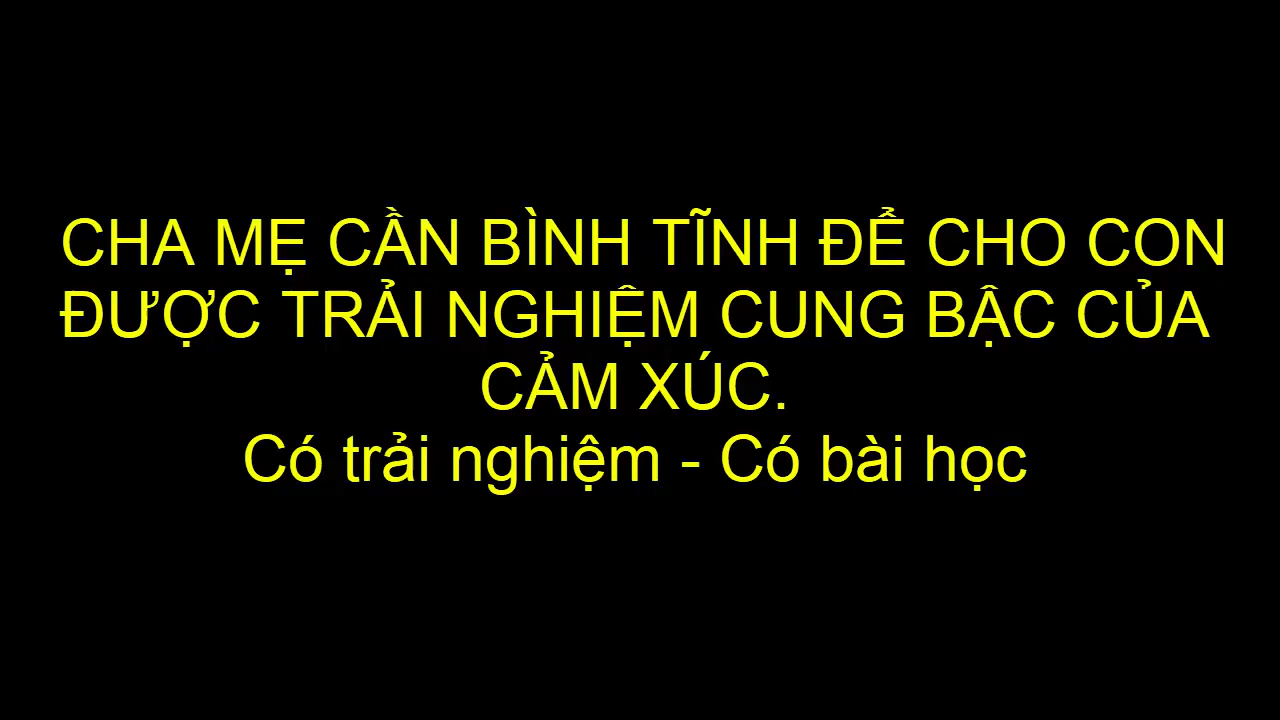 CHA MẸ CẦN BÌNH TĨNH ĐỂ CHO CON
ĐƯỢC TRẢI NGHIỆM CUNG BẬC CỦA
CẢM XÚC.
Có trải nghiệm - Có bài học